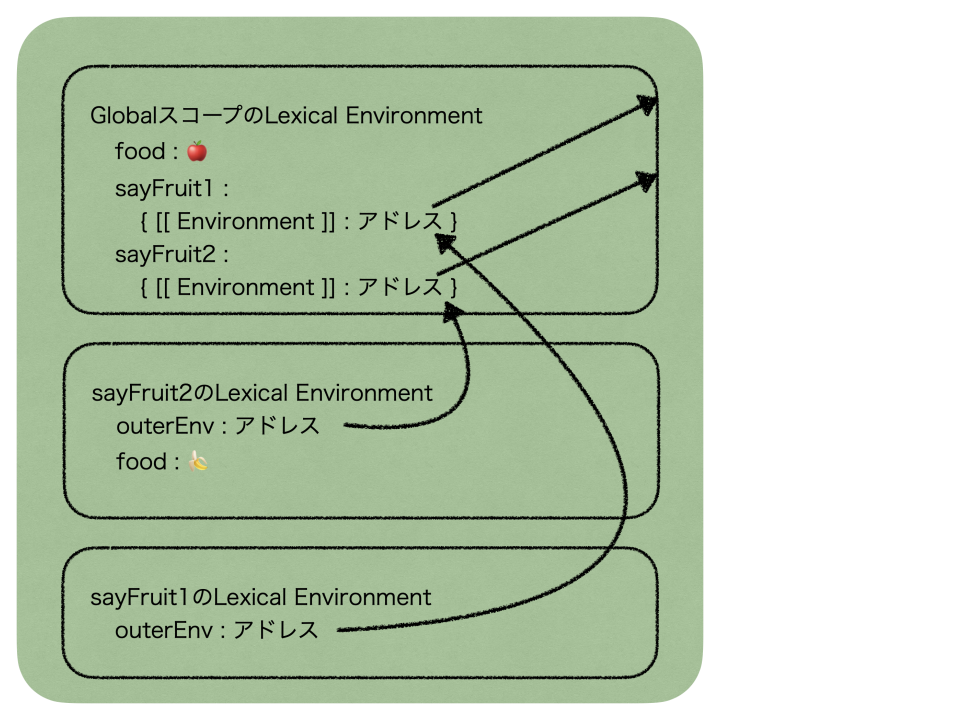 GlobalスコープのLexical Environment
food : 🍎
sayFruit1 :
{ [[ Environment ]] : アドレス }
sayFruit2 :
{ [[ Environment ]] : アドレス }
sayFruit2のLexical Environment
outerEnv : アドレス
food : 🍌
sayFruit1のLexical Environment
outerEnv : アドレス